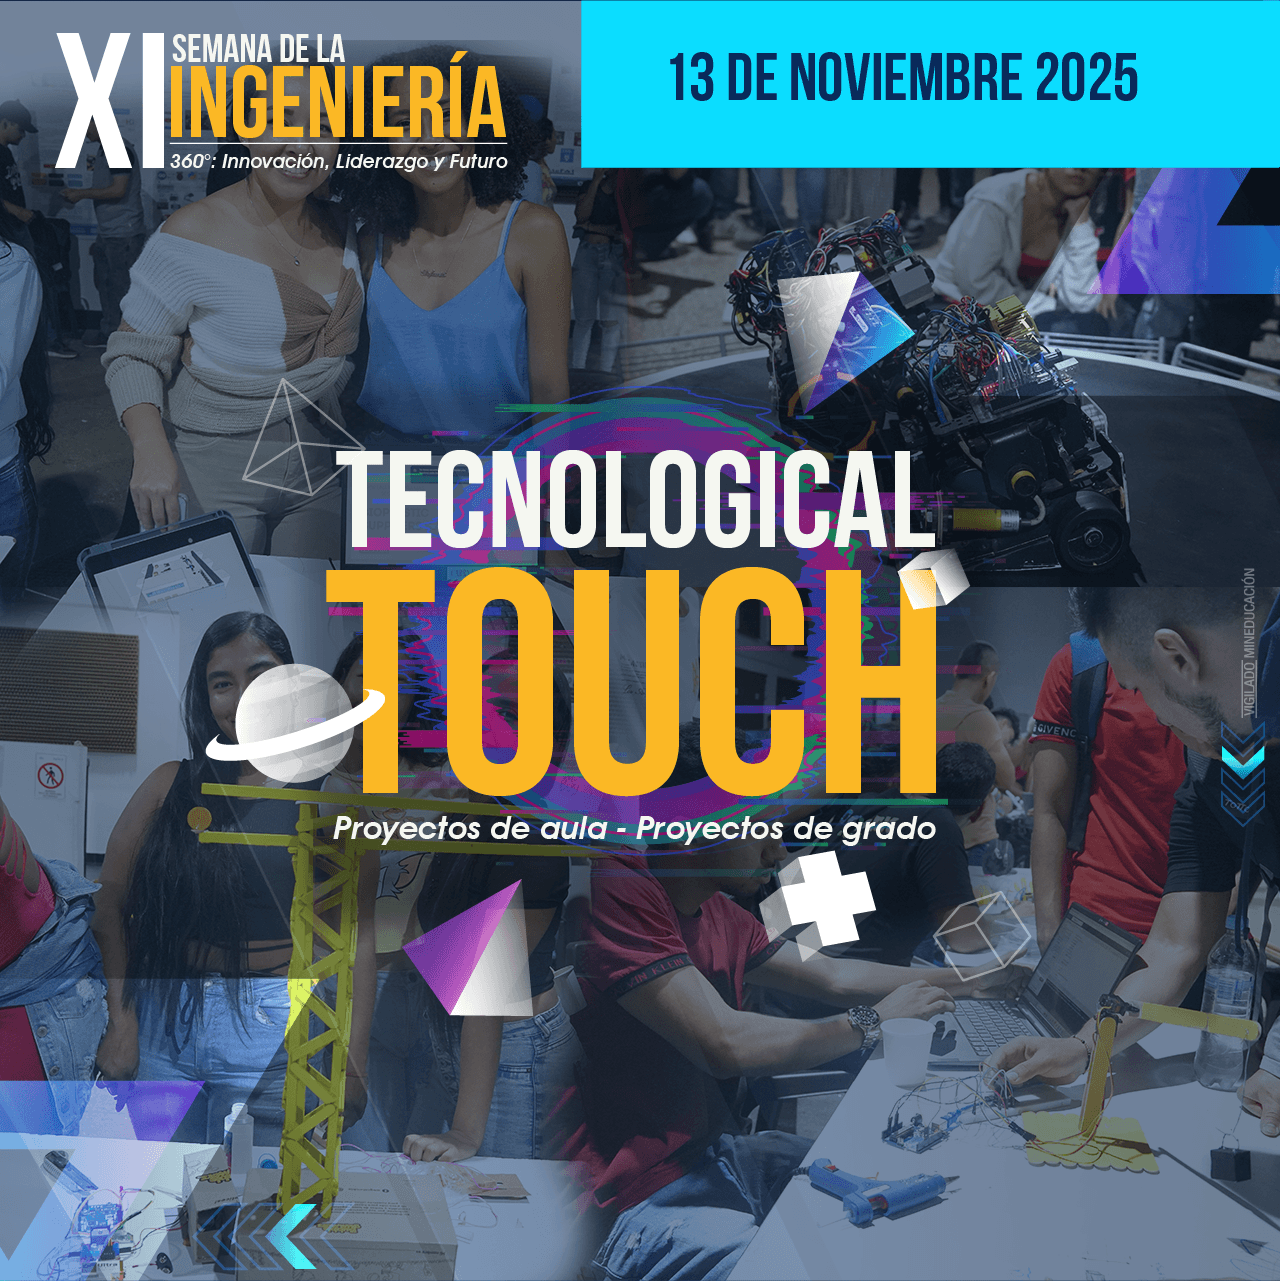 XI SEMANA DE LA
INGENIERÍA
360°: Innovación, Liderazgo y Futuro
13 DE NOVIEMBRE 2025
TECNOLOGICAL
TOUCH
Proyectos de aula - Proyectos de grado
VIGILADO MINEDUCACIÓN
GIVENC